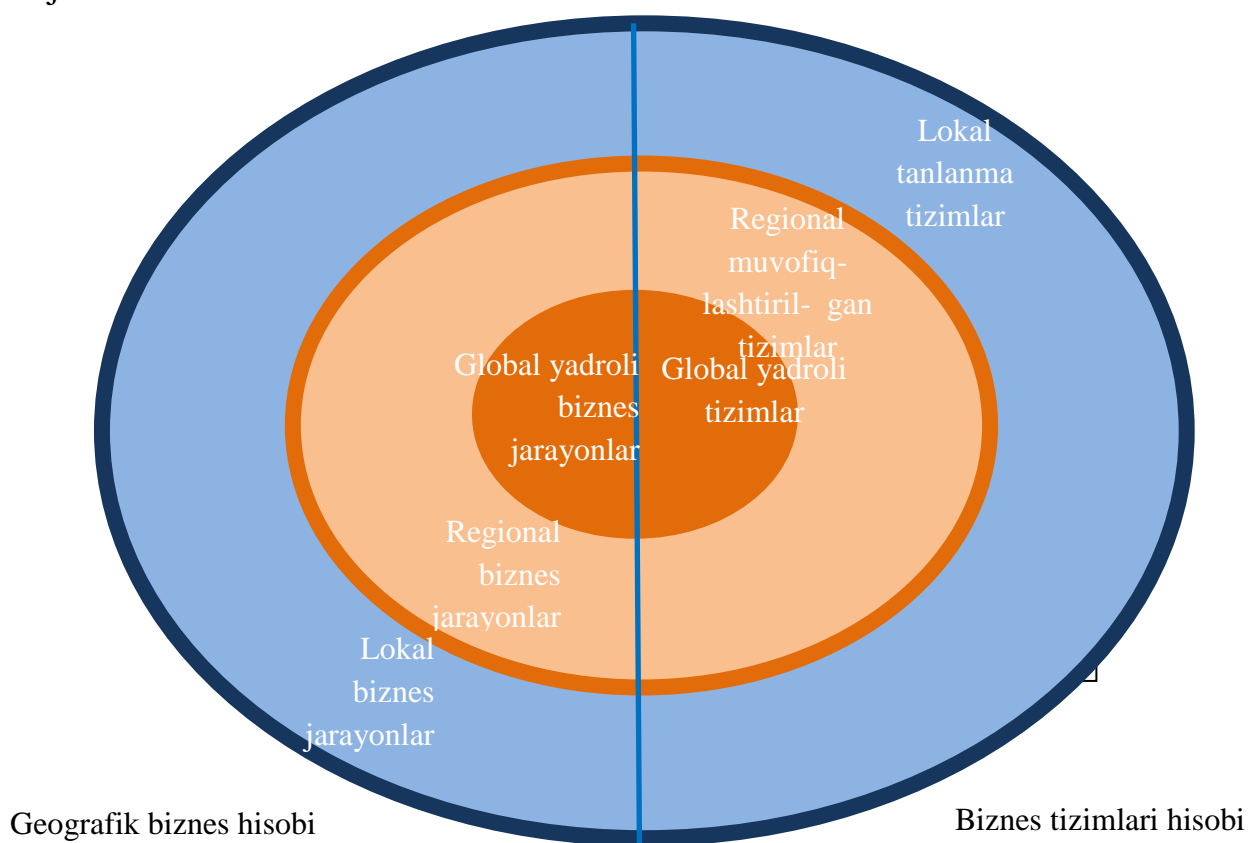 Lokal
tanlanma
tizimlar
Regional
muvofiq-
lashtiril- gan
tizimlar
Global yadroli
biznes
jarayonlar
Global yadroli
tizimlar
Regional
biznes
jarayonlar
Lokal
biznes
jarayonlar
Geografik biznes hisobi
Biznes tizimlari hisobi